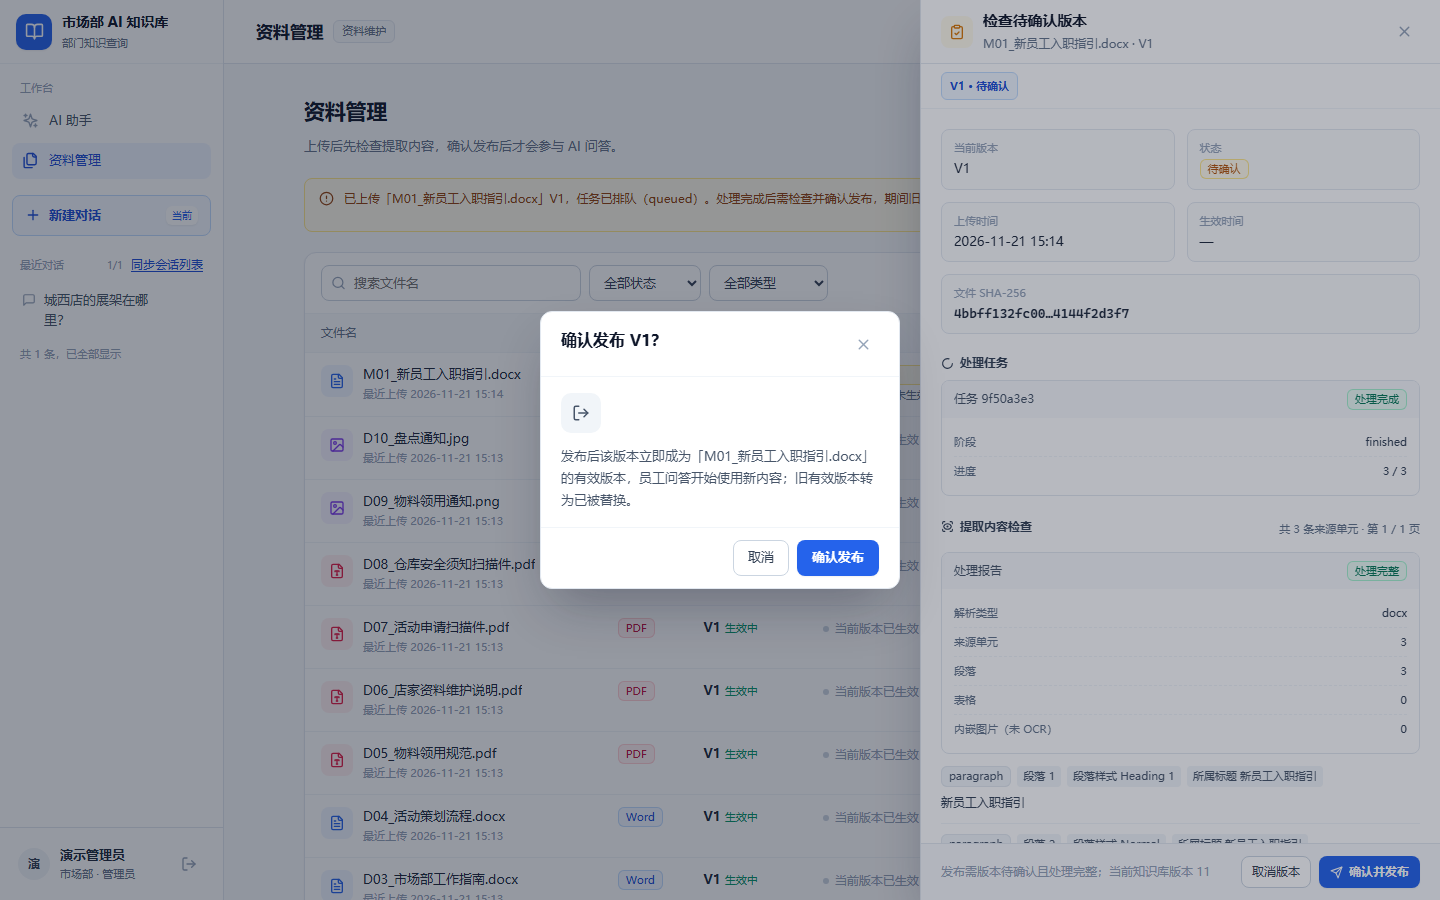 市场部 AI 知识库
部门知识查询
工作台
AI 助手
资料管理
新建对话
当前
最近对话
1/1
同步会话列表
城西店的展架在哪
里?
共 1 条，已全部显示
演
演示管理员
市场部 · 管理员
资料管理
资料维护
资料管理
上传后先检查提取内容，确认发布后才会参与 AI 问答。
已上传「M01_新员工入职指引.docx」V1，任务已排队（queued）。处理完成后需检查并确认发布，期间旧
搜索文件名
全部状态
全部类型
文件名
M01_新员工入职指引.docx
最近上传 2026-11-21 15:14
D10_盘点通知.jpg
最近上传 2026-11-21 15:13
D09_物料领用通知.png
最近上传 2026-11-21 15:13
D08_仓库安全须知扫描件.pdf
最近上传 2026-11-21 15:13
D07_活动申请扫描件.pdf
最近上传 2026-11-21 15:13
PDF
V1 生效中
当前版本已生效
D06_店家资料维护说明.pdf
最近上传 2026-11-21 15:13
PDF
V1 生效中
当前版本已生效
D05_物料领用规范.pdf
最近上传 2026-11-21 15:13
PDF
V1 生效中
当前版本已生效
D04_活动策划流程.docx
最近上传 2026-11-21 15:13
Word
V1 生效中
当前版本已生效
D03_市场部工作指南.docx
最近上传 2026-11-21 15:13
Word
V1 生效中
当前版本已生效
确认发布 V1?
发布后该版本立即成为「M01_新员工入职指引.docx」
的有效版本，员工问答开始使用新内容；旧有效版本转
为已被替换。
取消
确认发布
检查待确认版本
M01_新员工入职指引.docx · V1
V1 • 待确认
当前版本
V1
状态
待确认
上传时间
2026-11-21 15:14
生效时间
—
文件 SHA-256
4bbff132fc00…4144f2d3f7
处理任务
任务 9f50a3e3
处理完成
阶段
finished
进度
3 / 3
提取内容检查
共 3 条来源单元 · 第 1 / 1 页
处理报告
处理完整
解析类型
docx
来源单元
3
段落
3
表格
0
内嵌图片（未 OCR）
0
paragraph
段落 1
段落样式 Heading 1
所属标题 新员工入职指引
新员工入职指引
paragraph
段落 2
段落样式 Normal
所属标题 新员工入职指引
发布需版本待确认且处理完整；当前知识库版本 11
取消版本
确认并发布